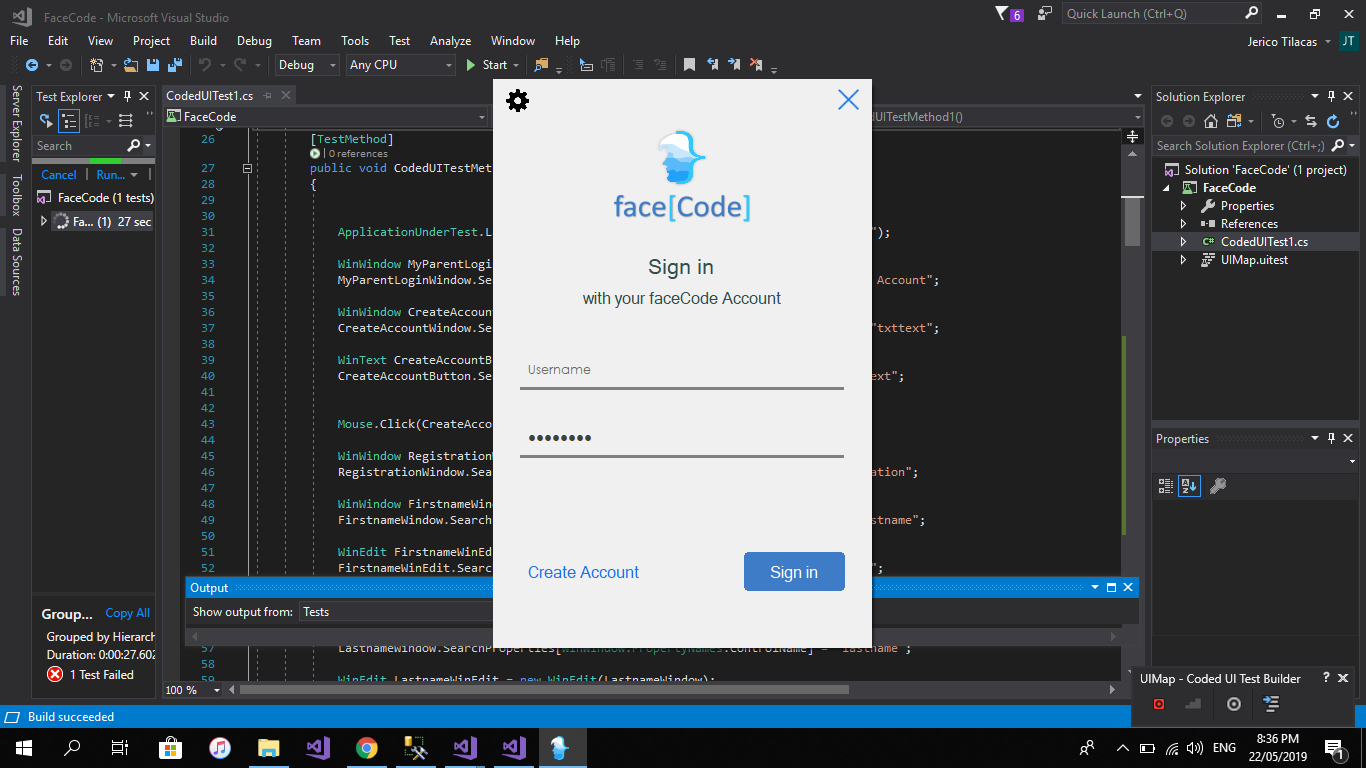 FaceCode - Microsoft Visual Studio
6
Quick Launch (Ctrl+Q)
File Edit View Project Build Debug Team Tools Test Analyze Window Help
Jerico Tilacas JT
Debug Any CPU Start
Server Explorer
Toolbox
Data Sources
Test Explorer
Search
Cancel | Run... |
FaceCode (1 tests)
Fa... (1) 27 sec
Group... Copy All
Grouped by Hierarch
Duration: 0:00:27.602
1 Test Failed
CodedUITest1.cs
FaceCode
UITestMethod1()
26 [TestMethod]
0 references
27 public void CodedUITestMet
28 {
29
30
31 ApplicationUnderTest.L ");
32
33 WinWindow MyParentLogi
34 MyParentLoginWindow.Se Account";
35
36 WinWindow CreateAccoun
37 CreateAccountWindow.Se "txttext";
38
39 WinText CreateAccountB
40 CreateAccountButton.Se ext";
41
42
43 Mouse.Click(CreateAcco
44
45 WinWindow Registration
46 RegistrationWindow.Sea ation";
47
48 WinWindow FirstnameWin
49 FirstnameWindow.Search stname";
50
51 WinEdit FirstnameWinEd
52 FirstnameWinEdit.Searc ";
face[Code]
Sign in
with your faceCode Account
Username
••••••••
Create Account
Sign in
Output
Show output from: Tests
57 LastnameWindow.SearchProperties[WinWindow.PropertyNames.ControlName] = "lastname";
58
59 WinEdit LastnameWinEdit = new WinEdit(LastnameWindow);
100 %
Solution Explorer
Search Solution Explorer (Ctrl+;)
Solution 'FaceCode' (1 project)
FaceCode
Properties
References
C# CodedUITest1.cs
UIMap.uitest
Properties
UIMap - Coded UI Test Builder ?
Build succeeded
ENG
8:36 PM
22/05/2019
1